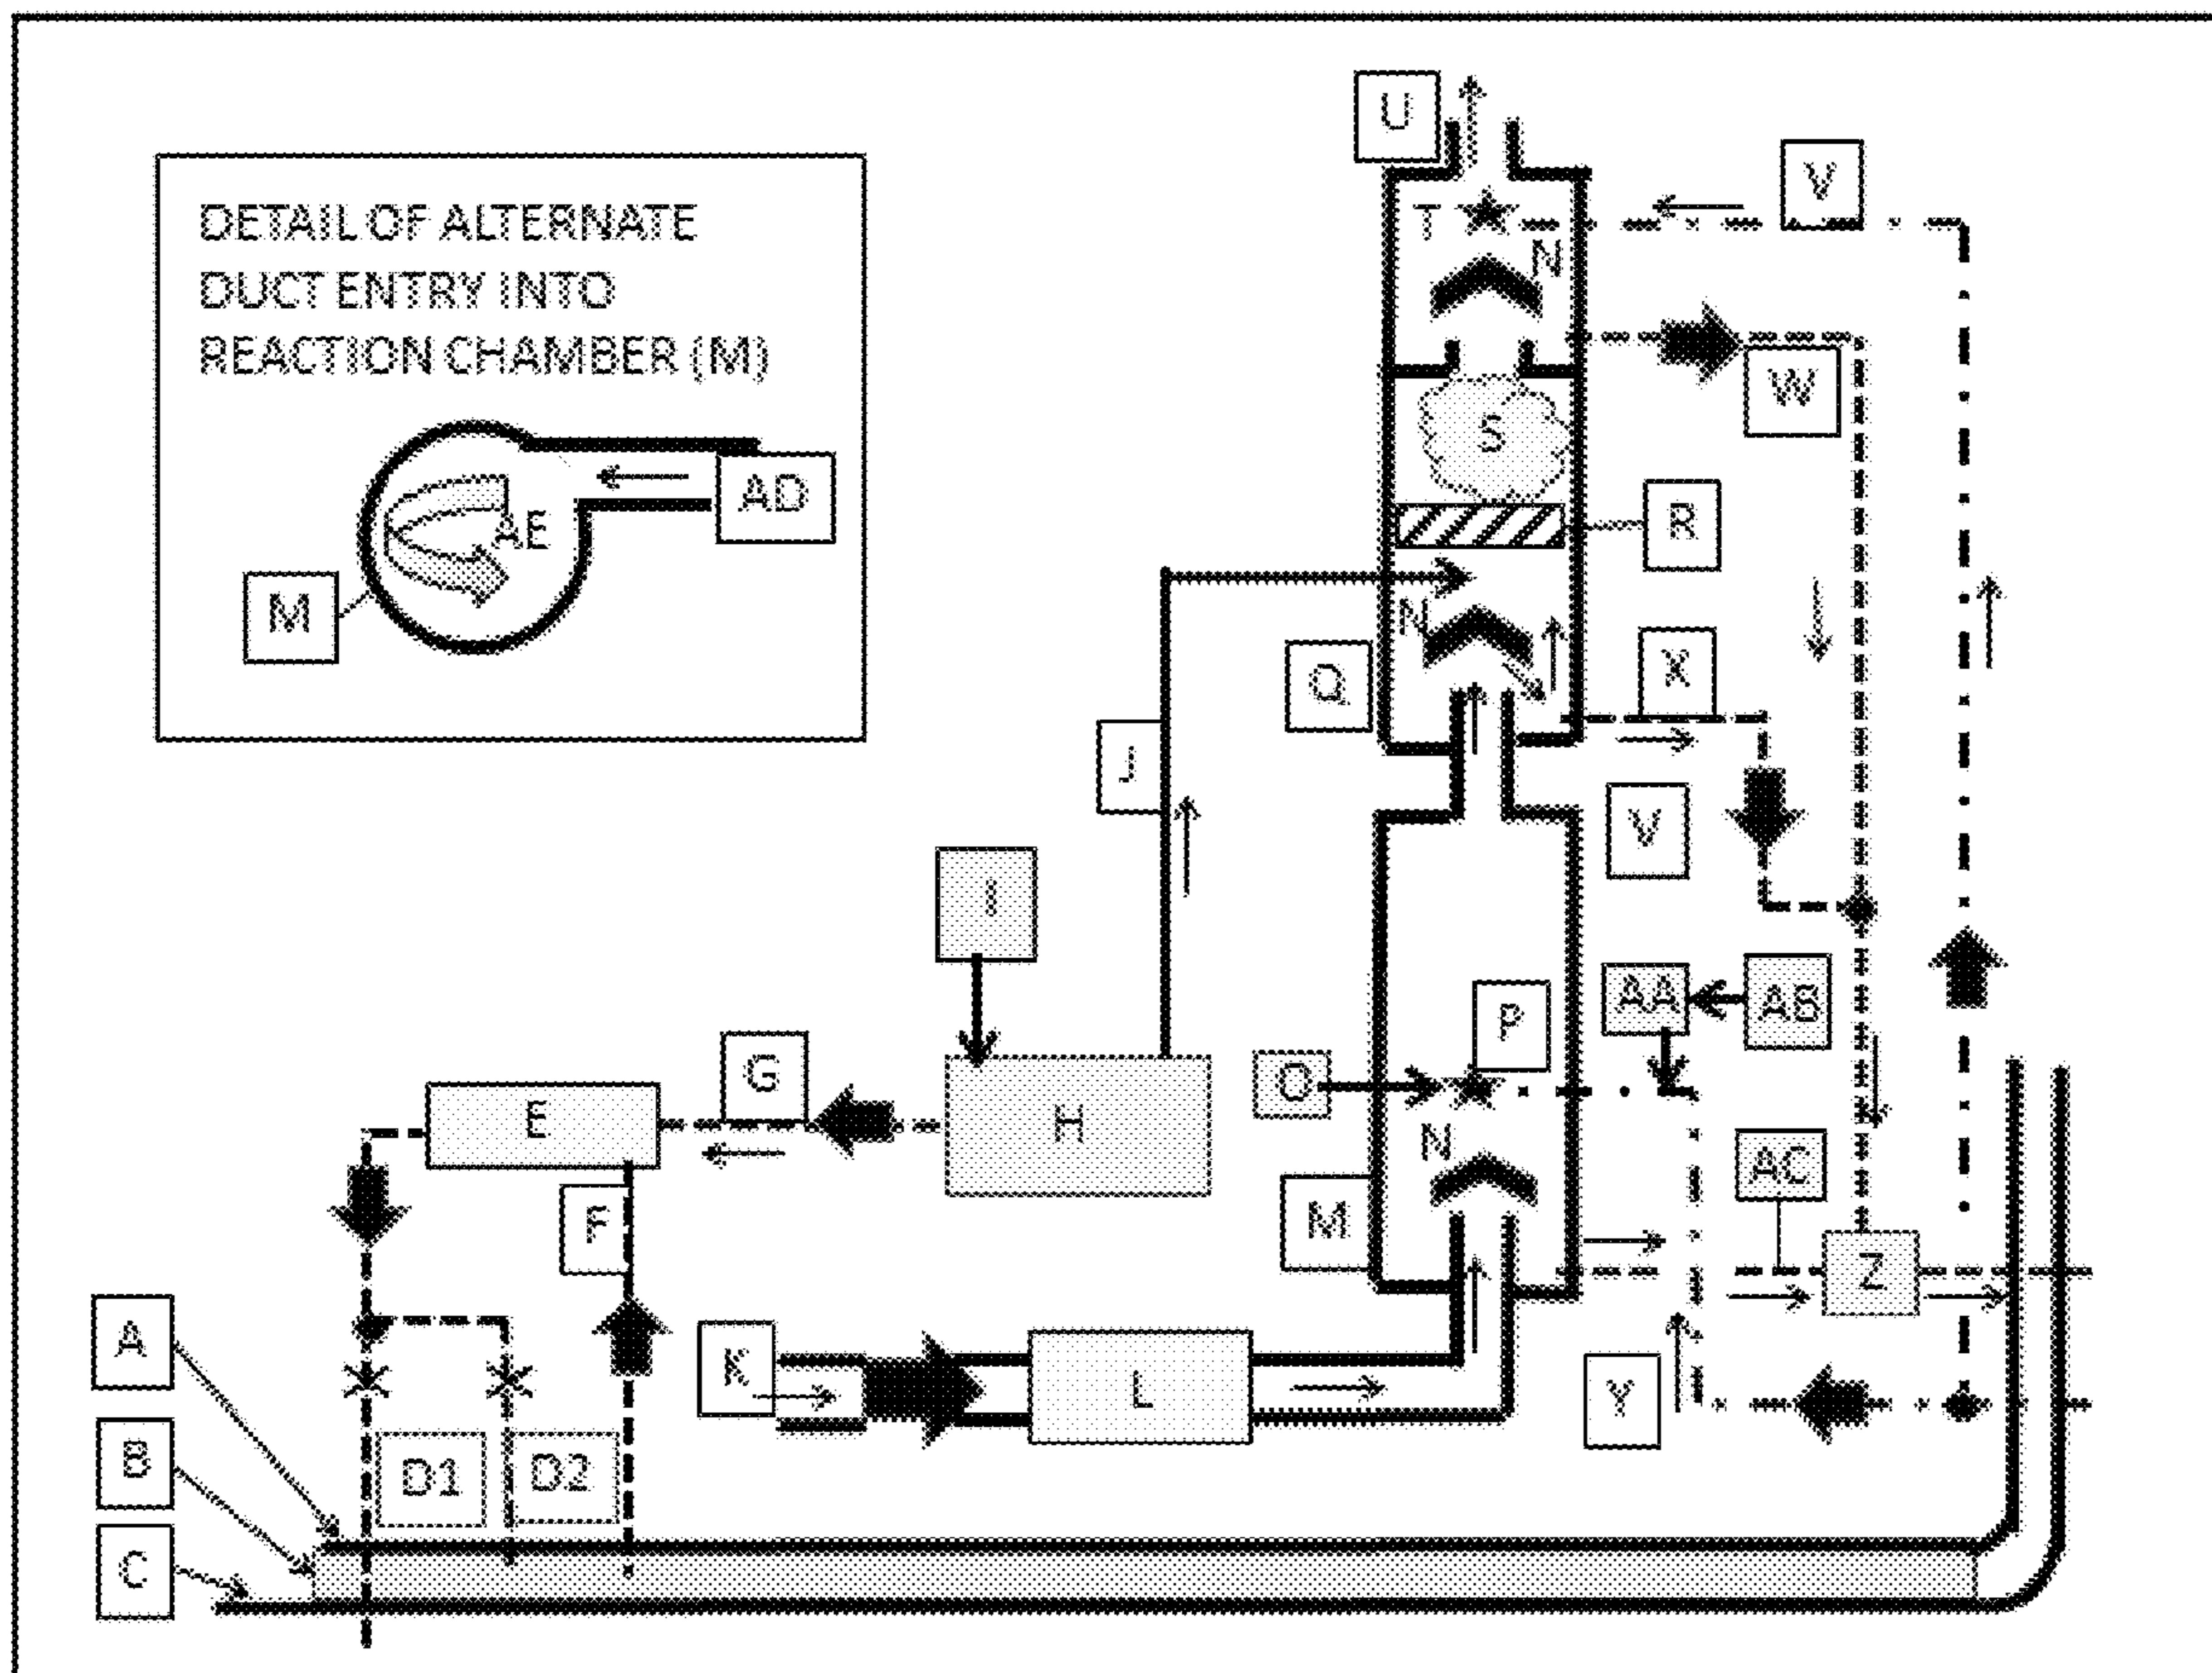 U
V
T
N
DETAIL OF ALTERNATE
DUCT ENTRY INTO
REACTION CHAMBER (M)
W
S
R
AD
AE
M
N
Q
X
J
V
I
P
AA
AB
G
O
E
H
N
AC
F
M
Z
A
K
L
Y
B
D1
D2
C